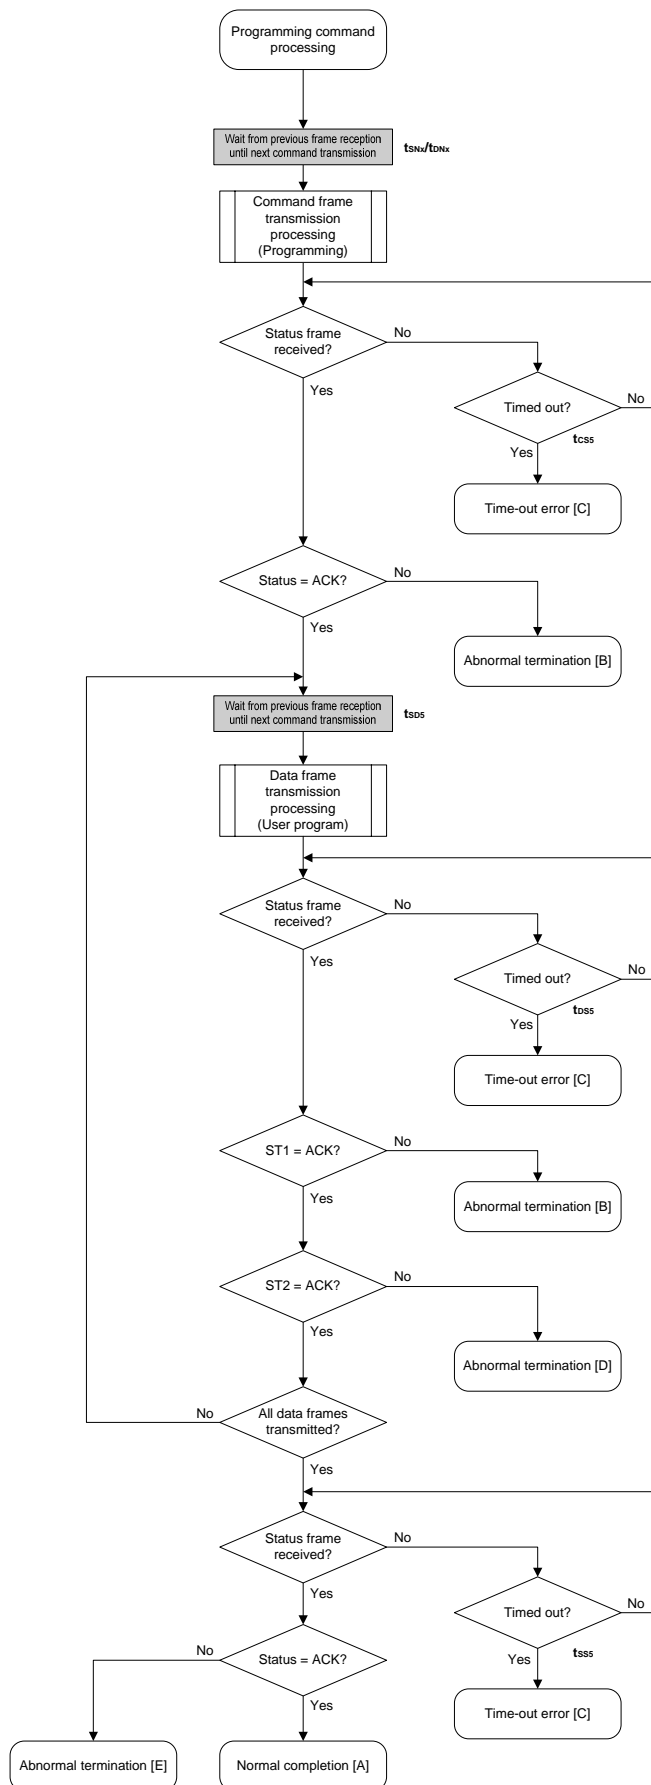 Programming command
processing
Wait from previous frame reception
until next command transmission
tSNx/tDNx
Command frame
transmission
processing
(Programming)
Status frame
received?
No
Yes
Timed out?
No
tCS5
Yes
Time-out error [C]
Status = ACK?
No
Yes
Abnormal termination [B]
Wait from previous frame reception
until next command transmission
tSD5
Data frame
transmission
processing
(User program)
Status frame
received?
No
Yes
Timed out?
No
tDS5
Yes
Time-out error [C]
ST1 = ACK?
No
Yes
Abnormal termination [B]
ST2 = ACK?
No
Yes
Abnormal termination [D]
All data frames
transmitted?
No
Yes
Status frame
received?
No
Yes
Timed out?
No
tSS5
Yes
Time-out error [C]
Status = ACK?
No
Yes
Abnormal termination [E]
Normal completion [A]